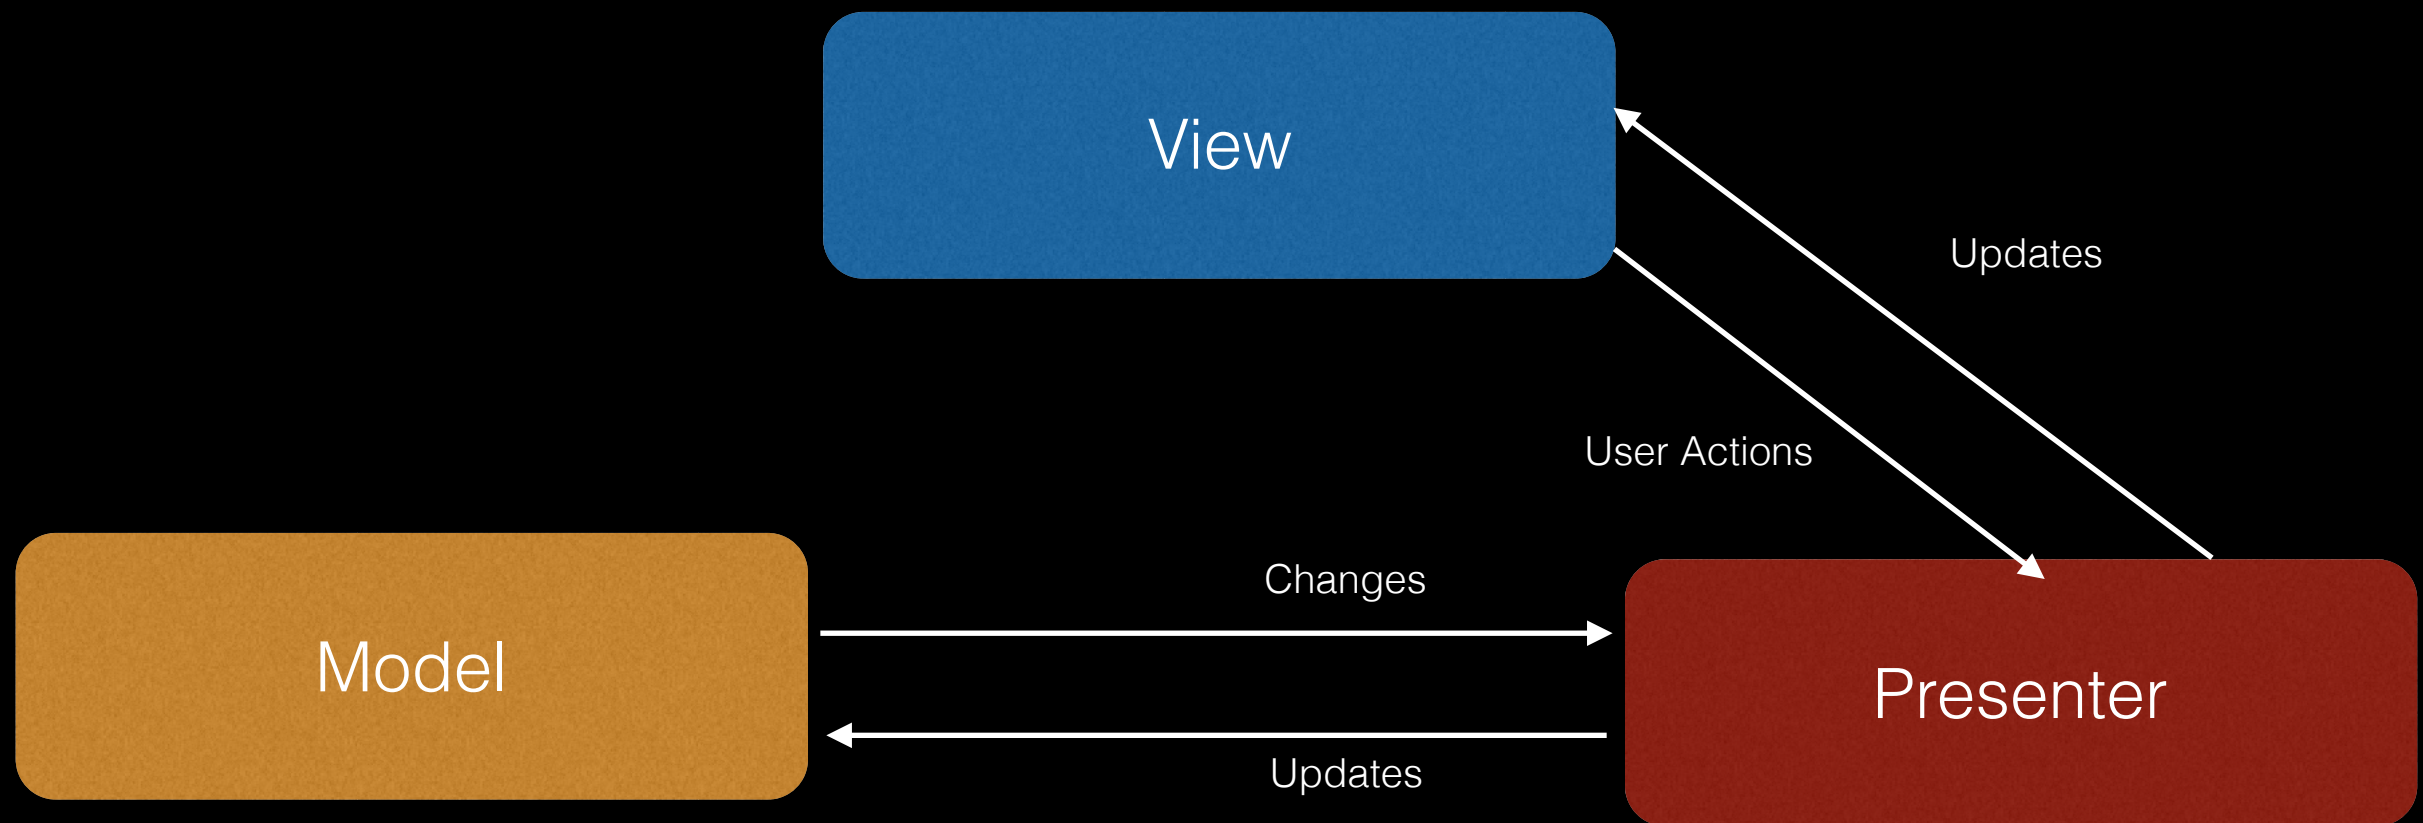 View
Updates
User Actions
Changes
Model
Presenter
Updates